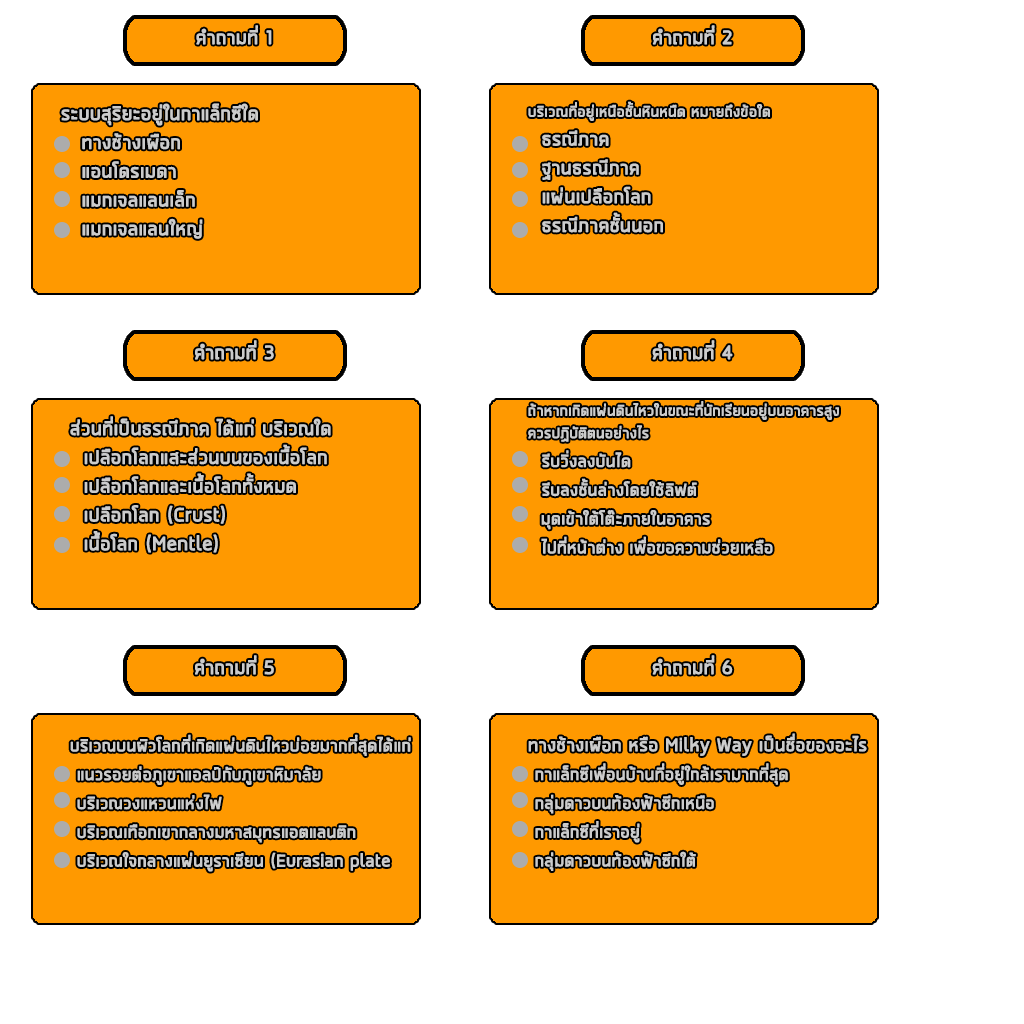 คำถามที่ 1
ระบบสุริยะอยู่ในกาแล็กซีใด
ทางช้างเผือก
แอนโดรเมดา
แมกเจลแลนเล็ก
แมกเจลแลนใหญ่
คำถามที่ 2
บริเวณที่อยู่เหนือชั้นหินหนืด หมายถึงข้อใด
ธรณีภาค
ฐานธรณีภาค
แผ่นเปลือกโลก
ธรณีภาคชั้นนอก
คำถามที่ 3
ส่วนที่เป็นธรณีภาค ได้แก่ บริเวณใด
เปลือกโลกและส่วนบนของเนื้อโลก
เปลือกโลกและเนื้อโลกทั้งหมด
เปลือกโลก (Crust)
เนื้อโลก (Mentle)
คำถามที่ 4
ถ้าหากเกิดแผ่นดินไหวในขณะที่นักเรียนอยู่บนอาคารสูง
ควรปฏิบัติตนอย่างไร
รีบวิ่งลงบันได
รีบลงชั้นล่างโดยใช้ลิฟต์
มุดเข้าใต้โต๊ะภายในอาคาร
ไปที่หน้าต่าง เพื่อขอความช่วยเหลือ
คำถามที่ 5
บริเวณบนผิวโลกที่เกิดแผ่นดินไหวบ่อยมากที่สุดได้แก่
แนวรอยต่อภูเขาแอลป์กับภูเขาหิมาลัย
บริเวณวงแหวนแห่งไฟ
บริเวณเทือกเขากลางมหาสมุทรแอตแลนติก
บริเวณใจกลางแผ่นยูราเซียน (Eurasian plate
คำถามที่ 6
ทางช้างเผือก หรือ Milky Way เป็นชื่อของอะไร
กาแล็กซีเพื่อนบ้านที่อยู่ใกล้เรามากที่สุด
กลุ่มดาวบนท้องฟ้าซีกเหนือ
กาแล็กซีที่เราอยู่
กลุ่มดาวบนท้องฟ้าซีกใต้